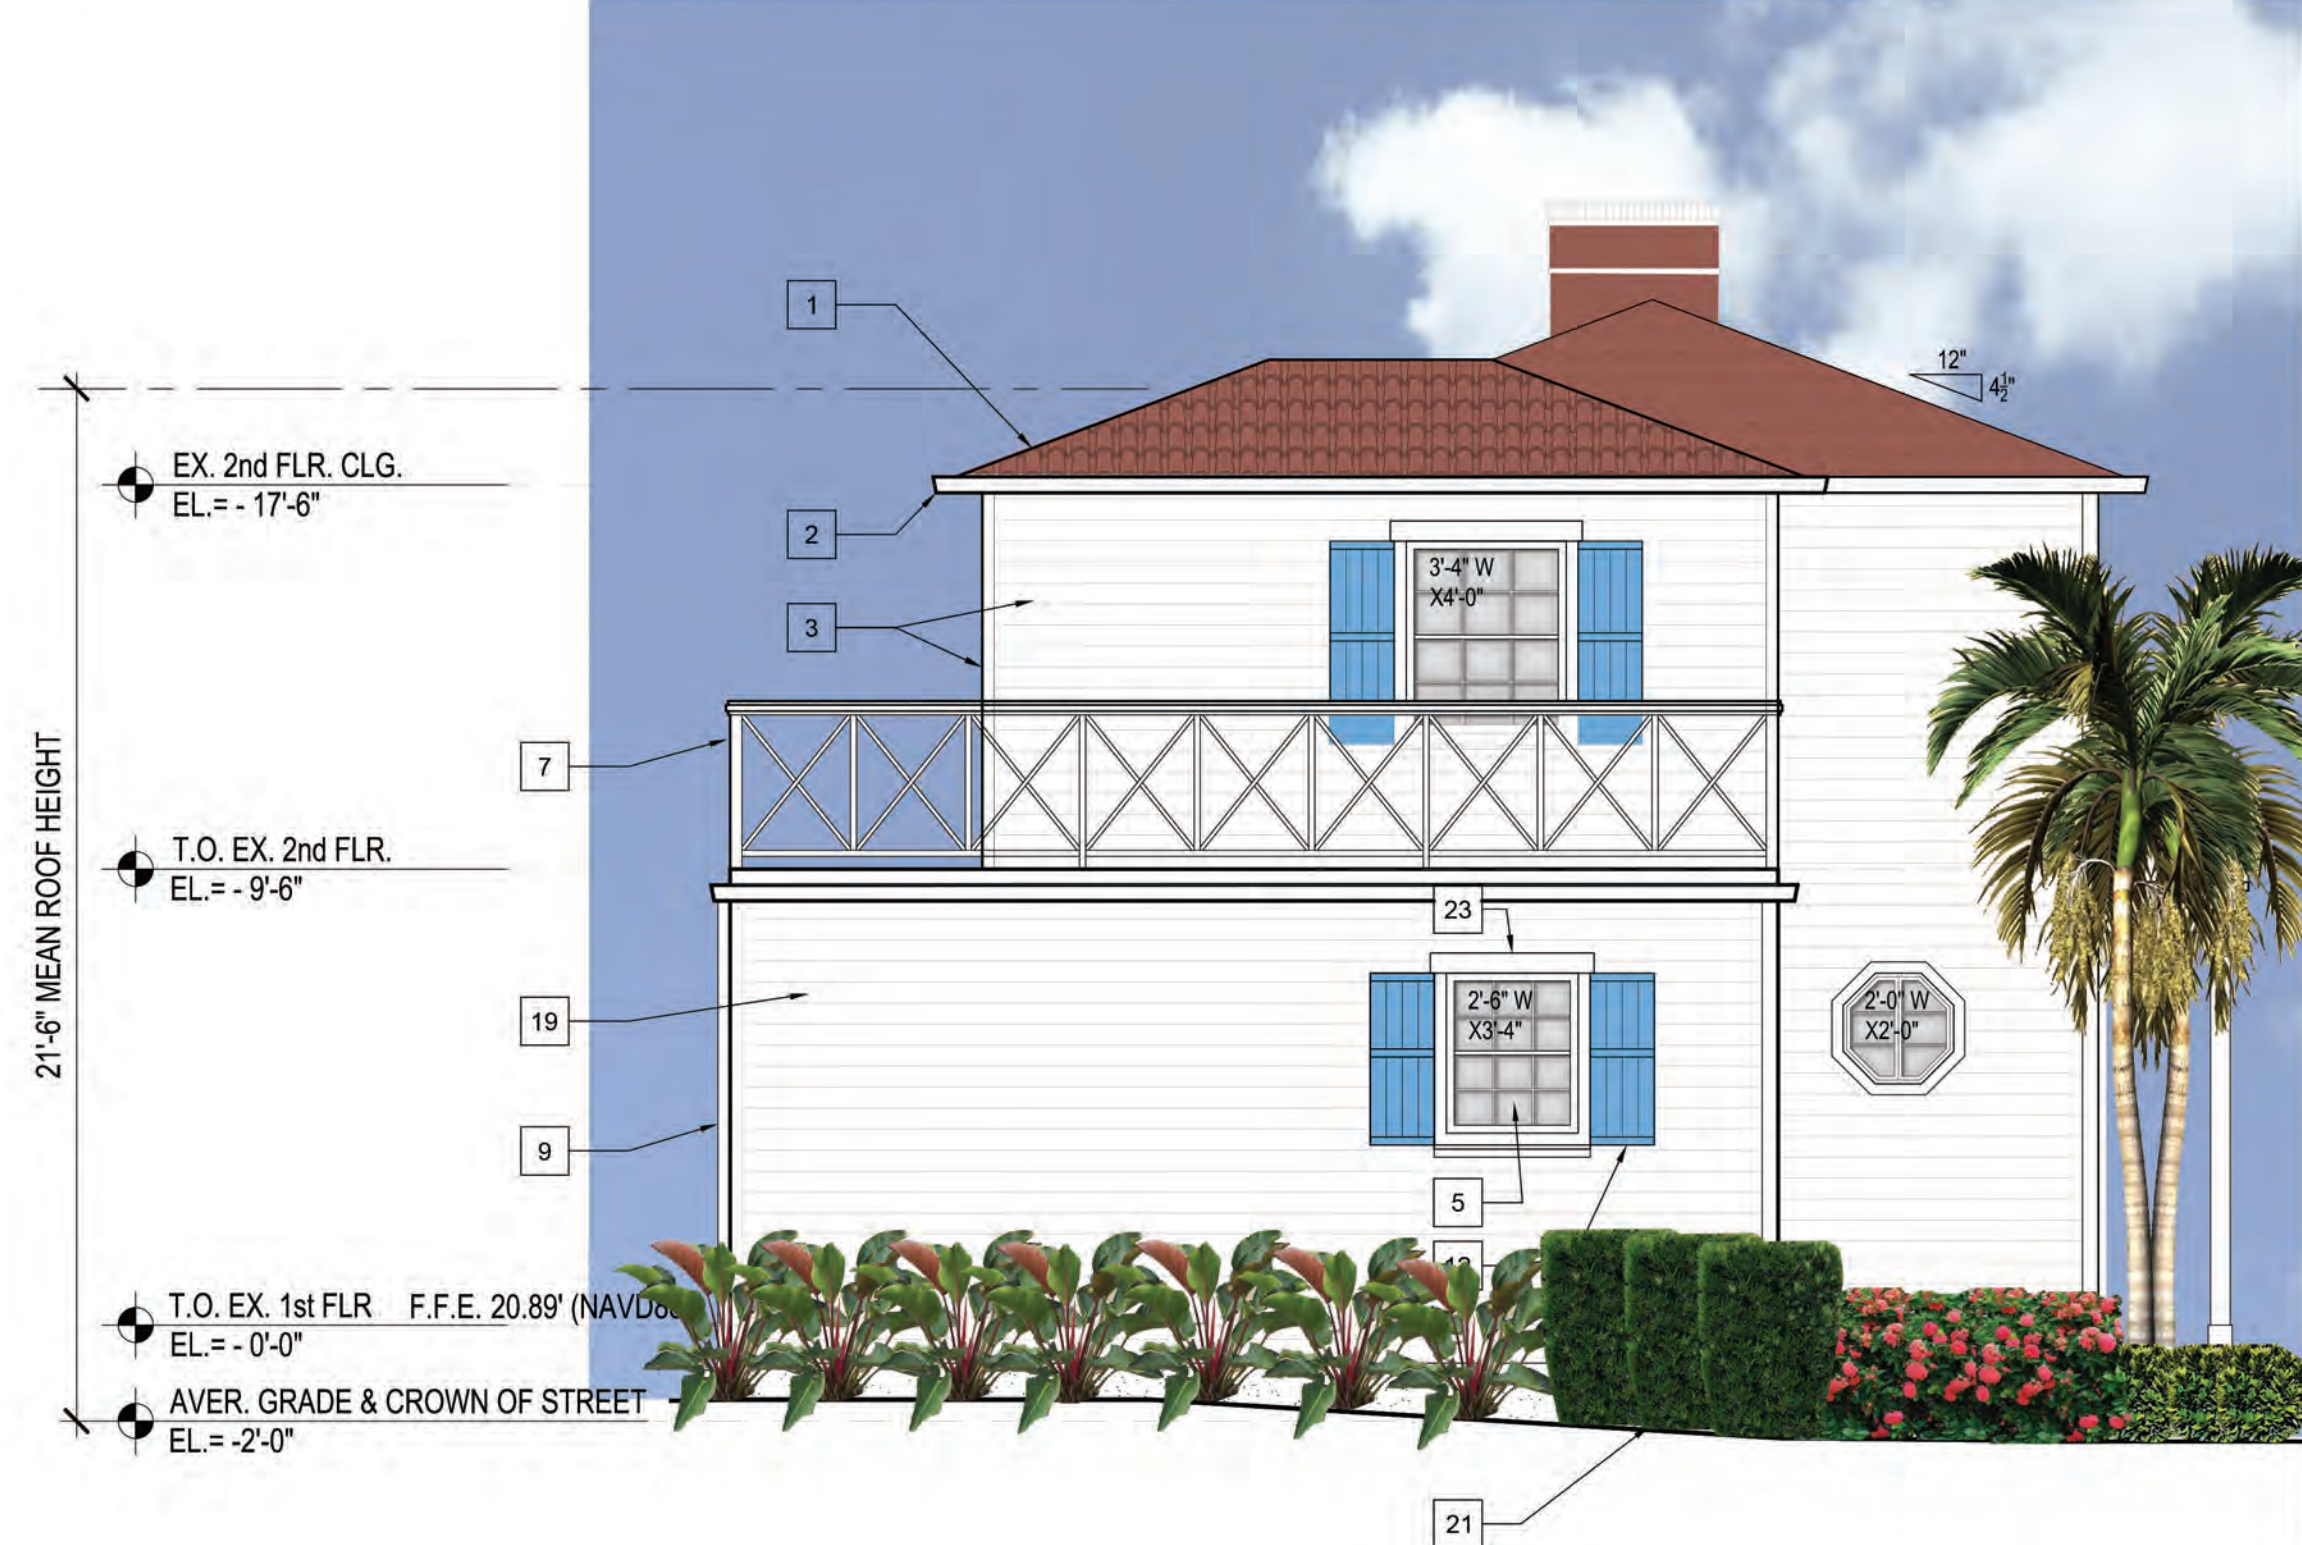 1
12"
4½"
EX. 2nd FLR. CLG.
EL.= - 17'-6"
2
3'-4" W
X4'-0"
3
7
21'-6" MEAN ROOF HEIGHT
T.O. EX. 2nd FLR.
EL.= - 9'-6"
23
19
2'-6" W
X3'-4"
2'-0" W
X2'-0"
9
5
T.O. EX. 1st FLR F.F.E. 20.89'
EL.= - 0'-0"
AVER. GRADE & CROWN OF STREET
EL.= -2'-0"
21